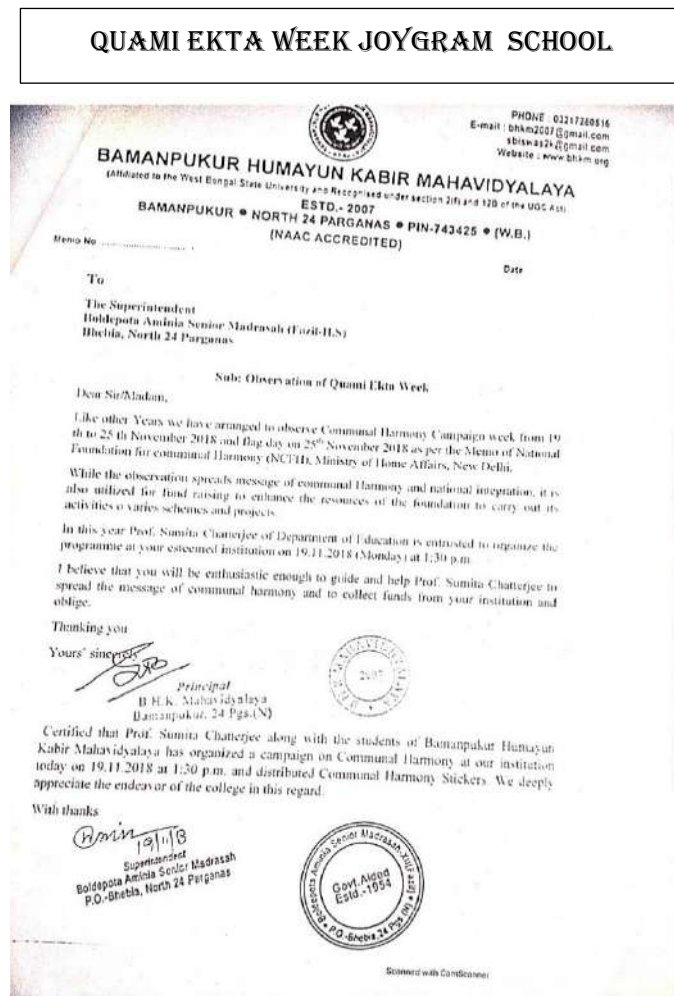 QUAMI EKTA WEEK JOYGRAM SCHOOL
PHONE : 03217260516
E-mail : bhkm2007@gmail.com
sbiswas2k@gmail.com
Website : www bhkm org
BAMANPUKUR HUMAYUN KABIR MAHAVIDYALAYA
(Affiliated to the West Bengal State University and Recognised under section 2(f) and 12B of the UGC Act)
ESTD.- 2007
BAMANPUKUR ● NORTH 24 PARGANAS ● PIN-743425 ● (W.B.)
(NAAC ACCREDITED)
Memo No
Date
To
The Superintendent
Boldepota Aminia Senior Madrasah (Fazil-H.S)
Bhebia, North 24 Parganas
Sub: Observation of Quami Ekta Week
Dear Sir/Madam,
Like other Years we have arranged to observe Communal Harmony Campaign week from 19
th to 25 th November 2018 and flag day on 25th November 2018 as per the Memo of National
Foundation for communal Harmony (NCFH), Ministry of Home Affairs, New Delhi.
While the observation spreads message of communal Harmony and national integration, it is
also utilized for fund raising to enhance the resources of the foundation to carry out its
activities o varies schemes and projects.
In this year Prof. Sumita Chatterjee of Department of Education is entrusted to organize the
programme at your esteemed institution on 19.11.2018 (Monday) at 1:30 p.m.
I believe that you will be enthusiastic enough to guide and help Prof. Sumita Chatterjee to
spread the message of communal harmony and to collect funds from your institution and
oblige.
Thanking you
Yours' sincerely
Principal
B.H.K. Mahavidyalaya
Bamanpukur, 24 Pgs.(N)
B.H.K. MAHAVIDYALAYA
2007
Certified that Prof. Sumita Chatterjee along with the students of Bamanpukur Humayun
Kabir Mahavidyalaya has organized a campaign on Communal Harmony at our institution
today on 19.11.2018 at 1:30 p.m. and distributed Communal Harmony Stickers. We deeply
appreciate the endeavor of the college in this regard.
With thanks
Superintendent
Boldepota Aminia Senior Madrasah
P.O.-Bhebia, North 24 Parganas
Boldepota Aminia Senior Madrasah
Govt. Aided
Estd.-1954
P.O.-Bhebia, 24 Pgs (N)
Scanned with CamScanner